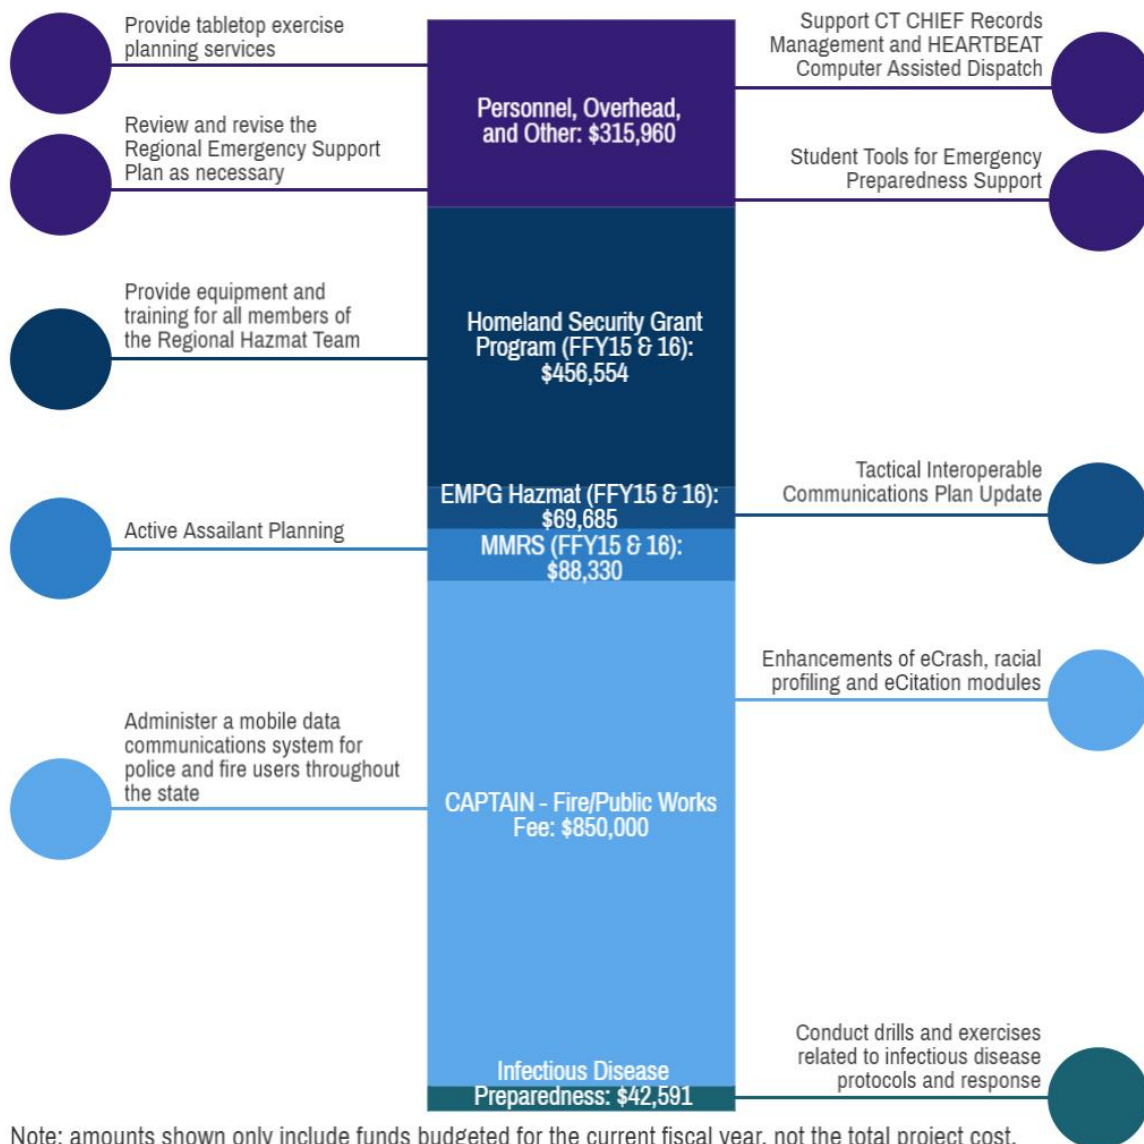 Provide tabletop exercise
planning services
Support CT CHIEF Records
Management and HEARTBEAT
Computer Assisted Dispatch
Personnel, Overhead,
and Other: $315,960
Review and revise the
Regional Emergency Support
Plan as necessary
Student Tools for Emergency
Preparedness Support
Provide equipment and
training for all members of
the Regional Hazmat Team
Homeland Security Grant
Program (FFY15 & 16):
$456,554
EMPG Hazmat (FFY15 & 16):
$69,685
Tactical Interoperable
Communications Plan Update
Active Assailant Planning
MMRS (FFY15 & 16):
$88,330
Enhancements of eCrash, racial
profiling and eCitation modules
Administer a mobile data
communications system for
police and fire users throughout
the state
CAPTAIN - Fire/Public Works
Fee: $850,000
Conduct drills and exercises
related to infectious disease
protocols and response
Infectious Disease
Preparedness: $42,591
Note: amounts shown only include funds budgeted for the current fiscal year, not the total project cost.